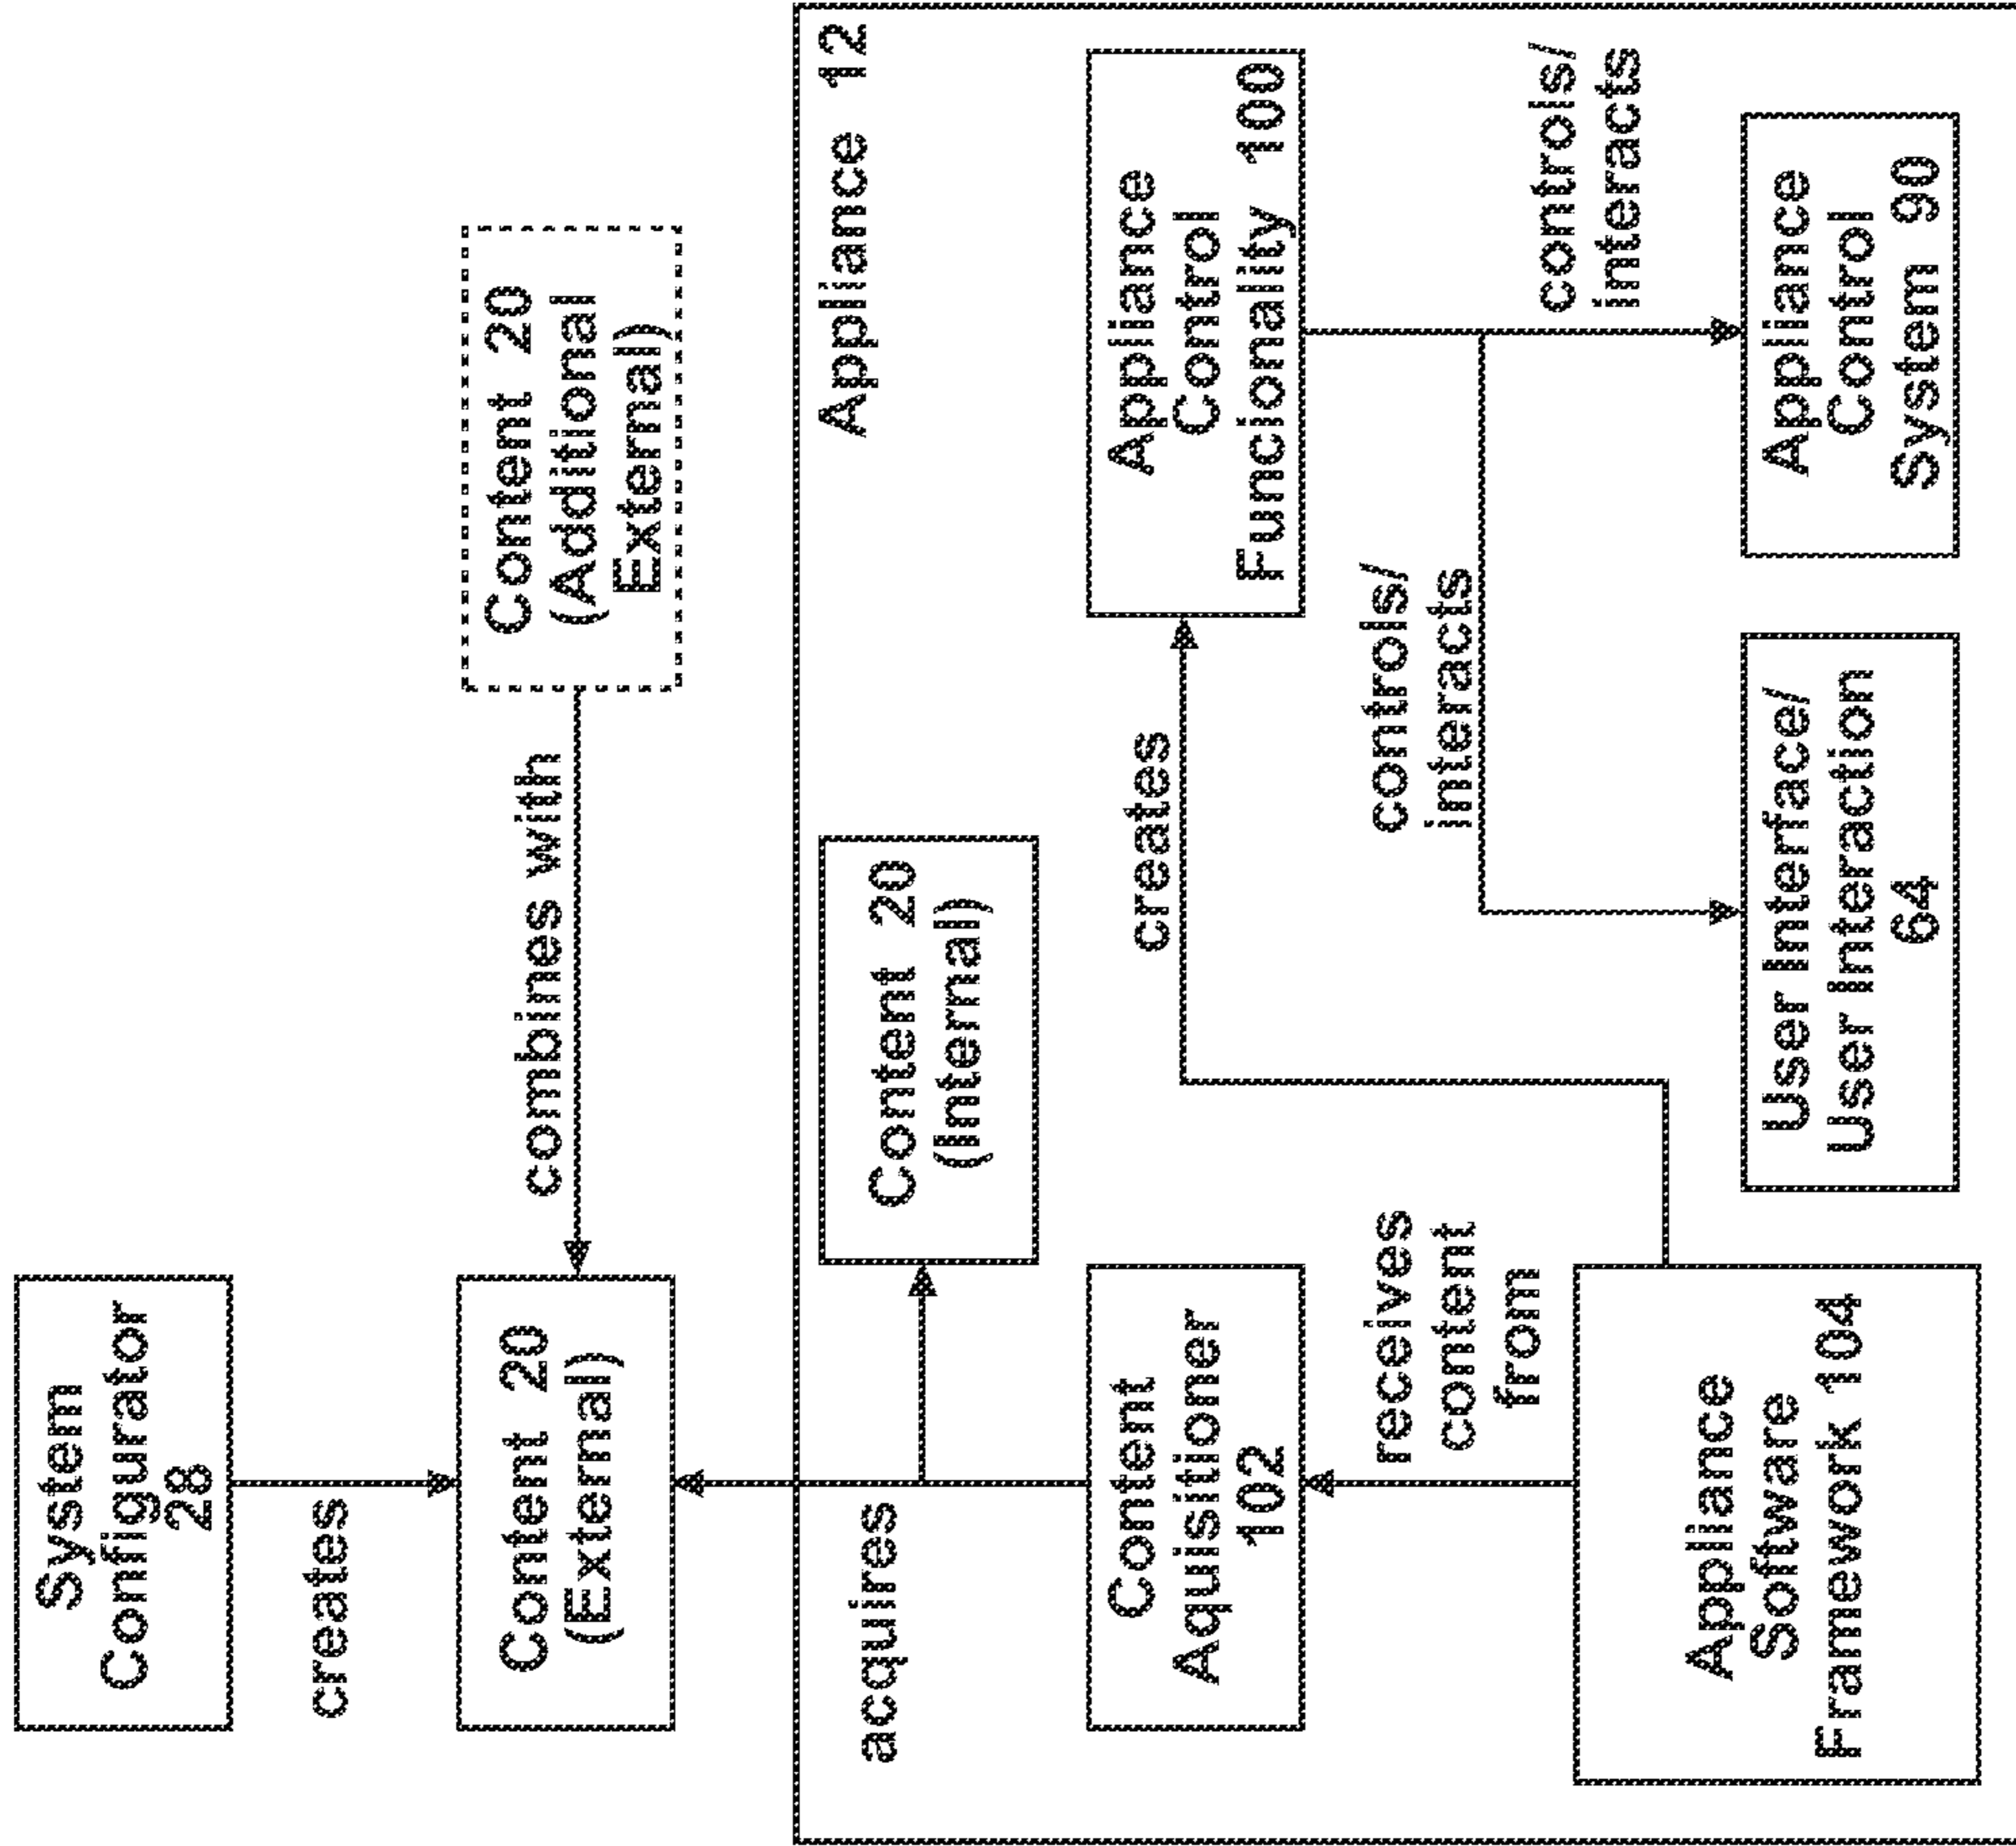 System
Configurator
28
creates
Content 20
(External)
combines with
Content 20
(Additional
External)
Appliance 12
acquires
Content 20
(Internal)
Content
Aquisitioner
102
creates
Appliance
Control
Funcionality 100
receives
content
from
controls/
interacts
controls/
interacts
Appliance
Software
Framework 104
User Interface/
User Interaction
64
Appliance
Control
System 90